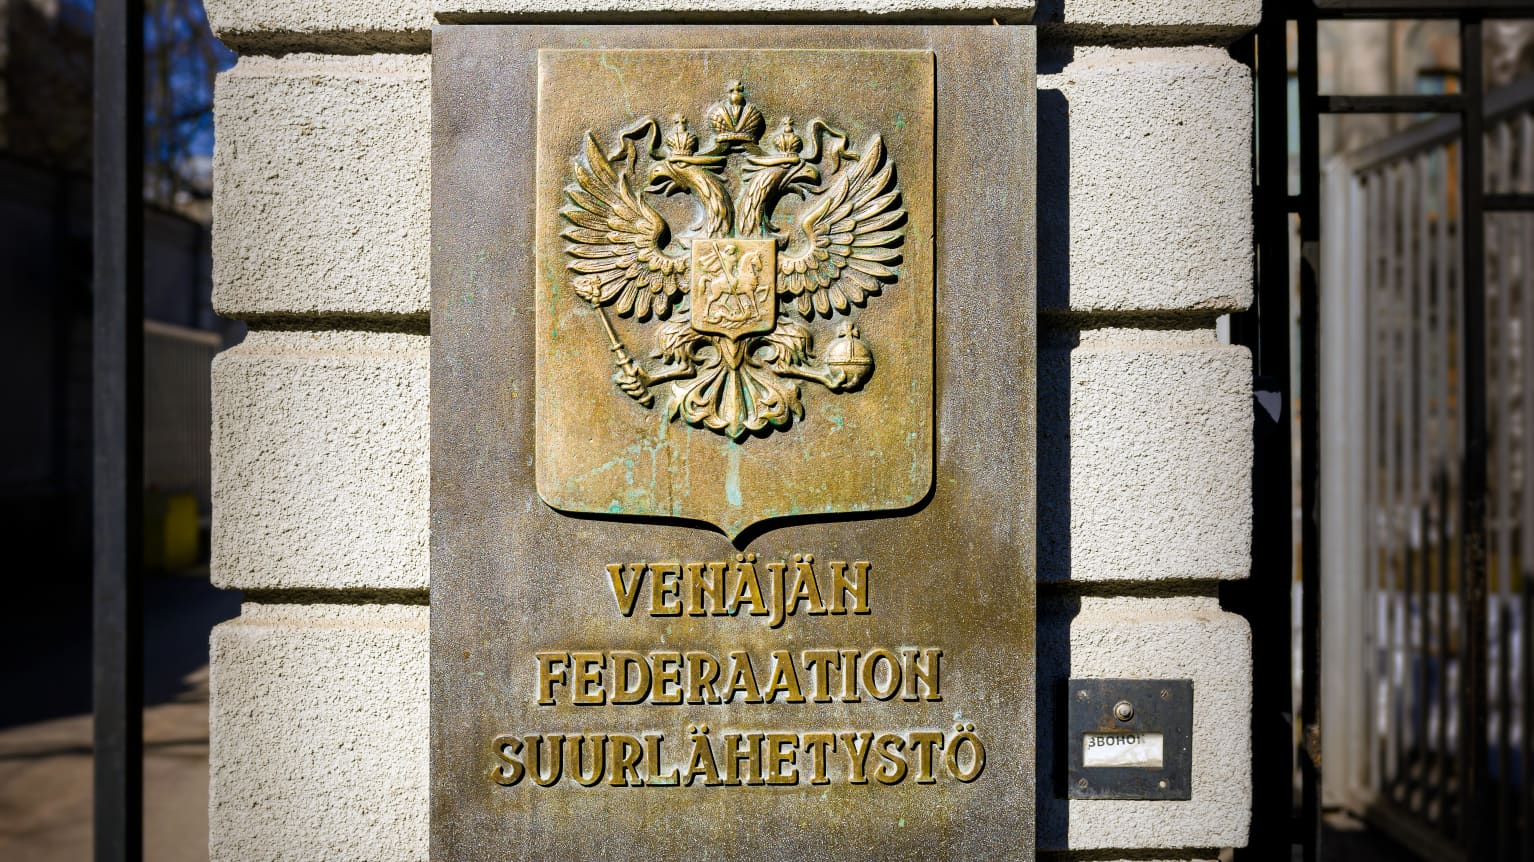 VENÄJÄN
FEDERAATION
SUURLÄHETYSTÖ
ЗВОНОК